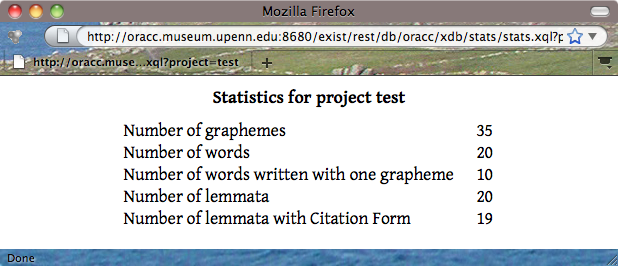 Mozilla Firefox
http://oracc.museum.upenn.edu:8680/exist/rest/db/oracc/xdb/stats/stats.xql?p
http://oracc.muse...xql?project=test
Statistics for project test
Number of graphemes 35
Number of words 20
Number of words written with one grapheme 10
Number of lemmata 20
Number of lemmata with Citation Form 19
Done